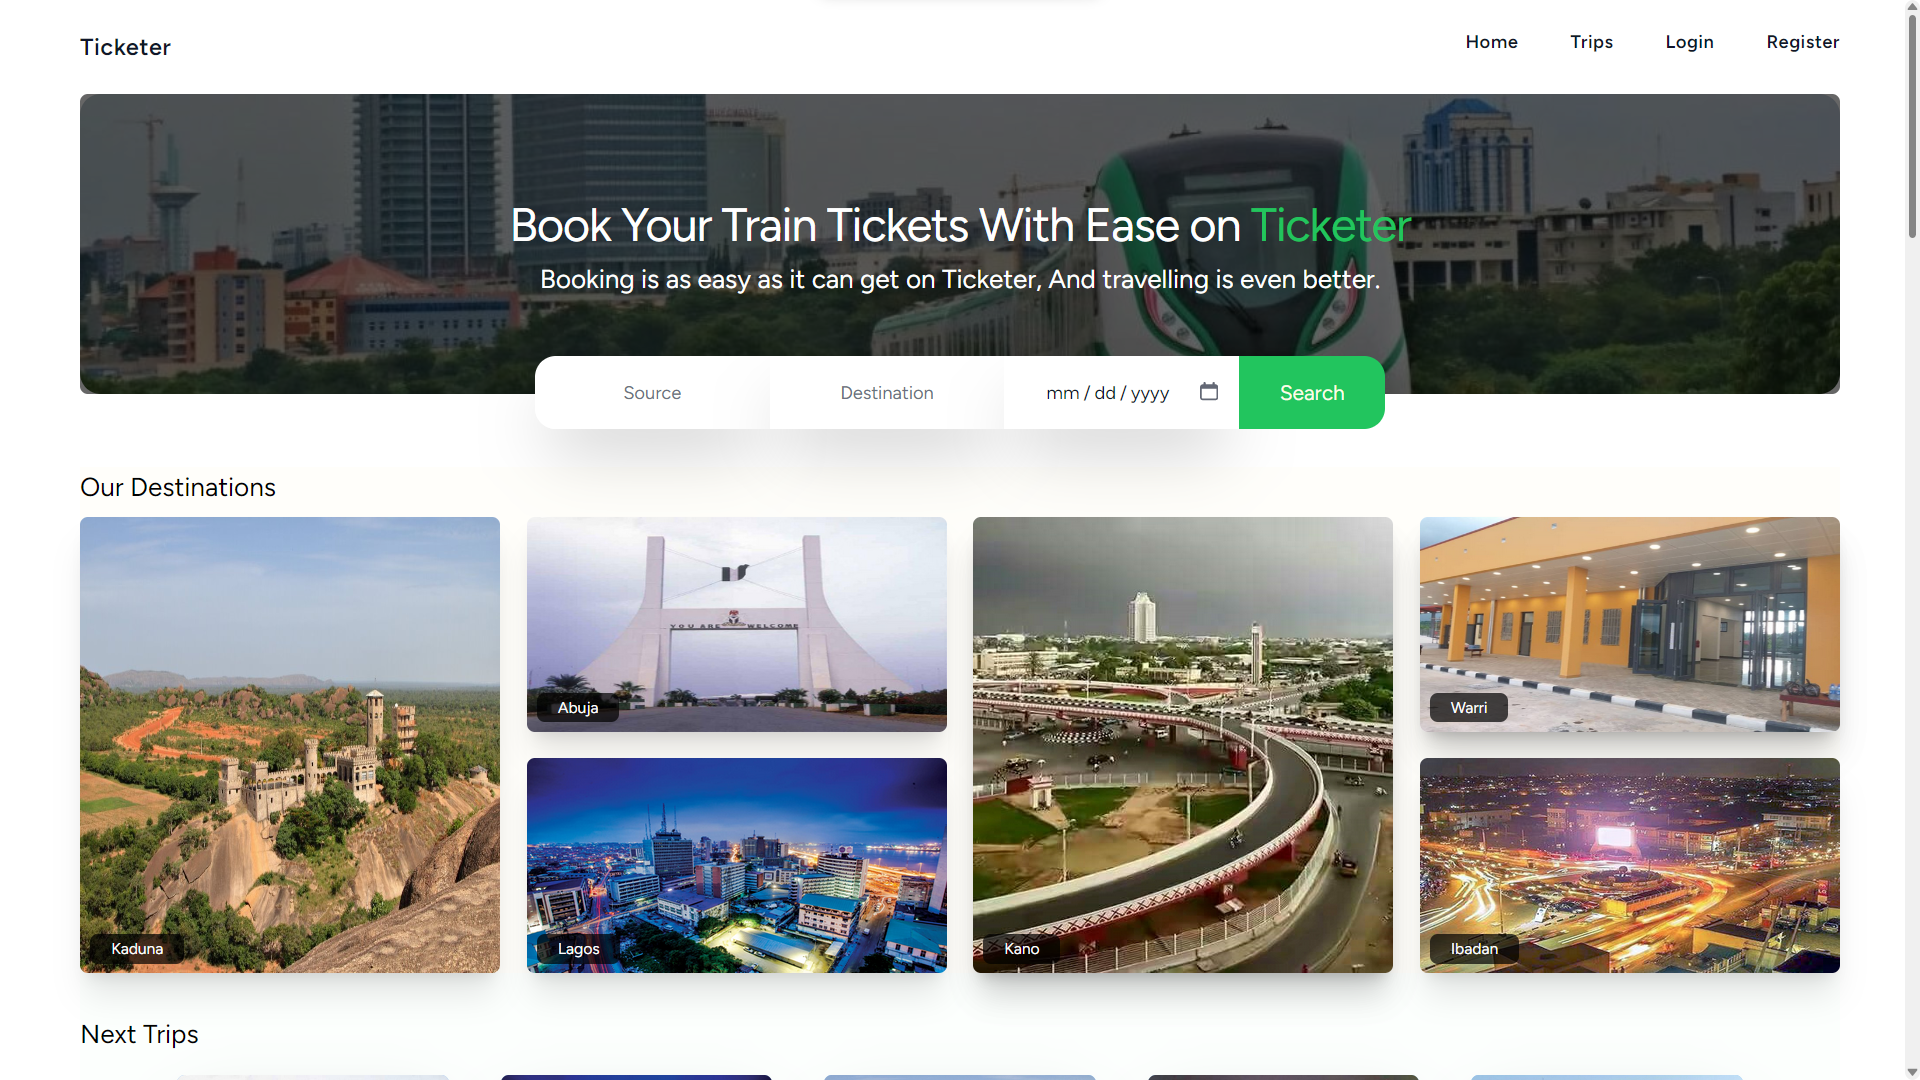 Ticketer
Home Trips Login Register
Book Your Train Tickets With Ease on Ticketer
Booking is as easy as it can get on Ticketer, And travelling is even better.
Source Destination mm / dd / yyyy Search
Our Destinations
YOU ARE WELCOME
Abuja
Warri
Kaduna
Lagos
Kano
Ibadan
Next Trips